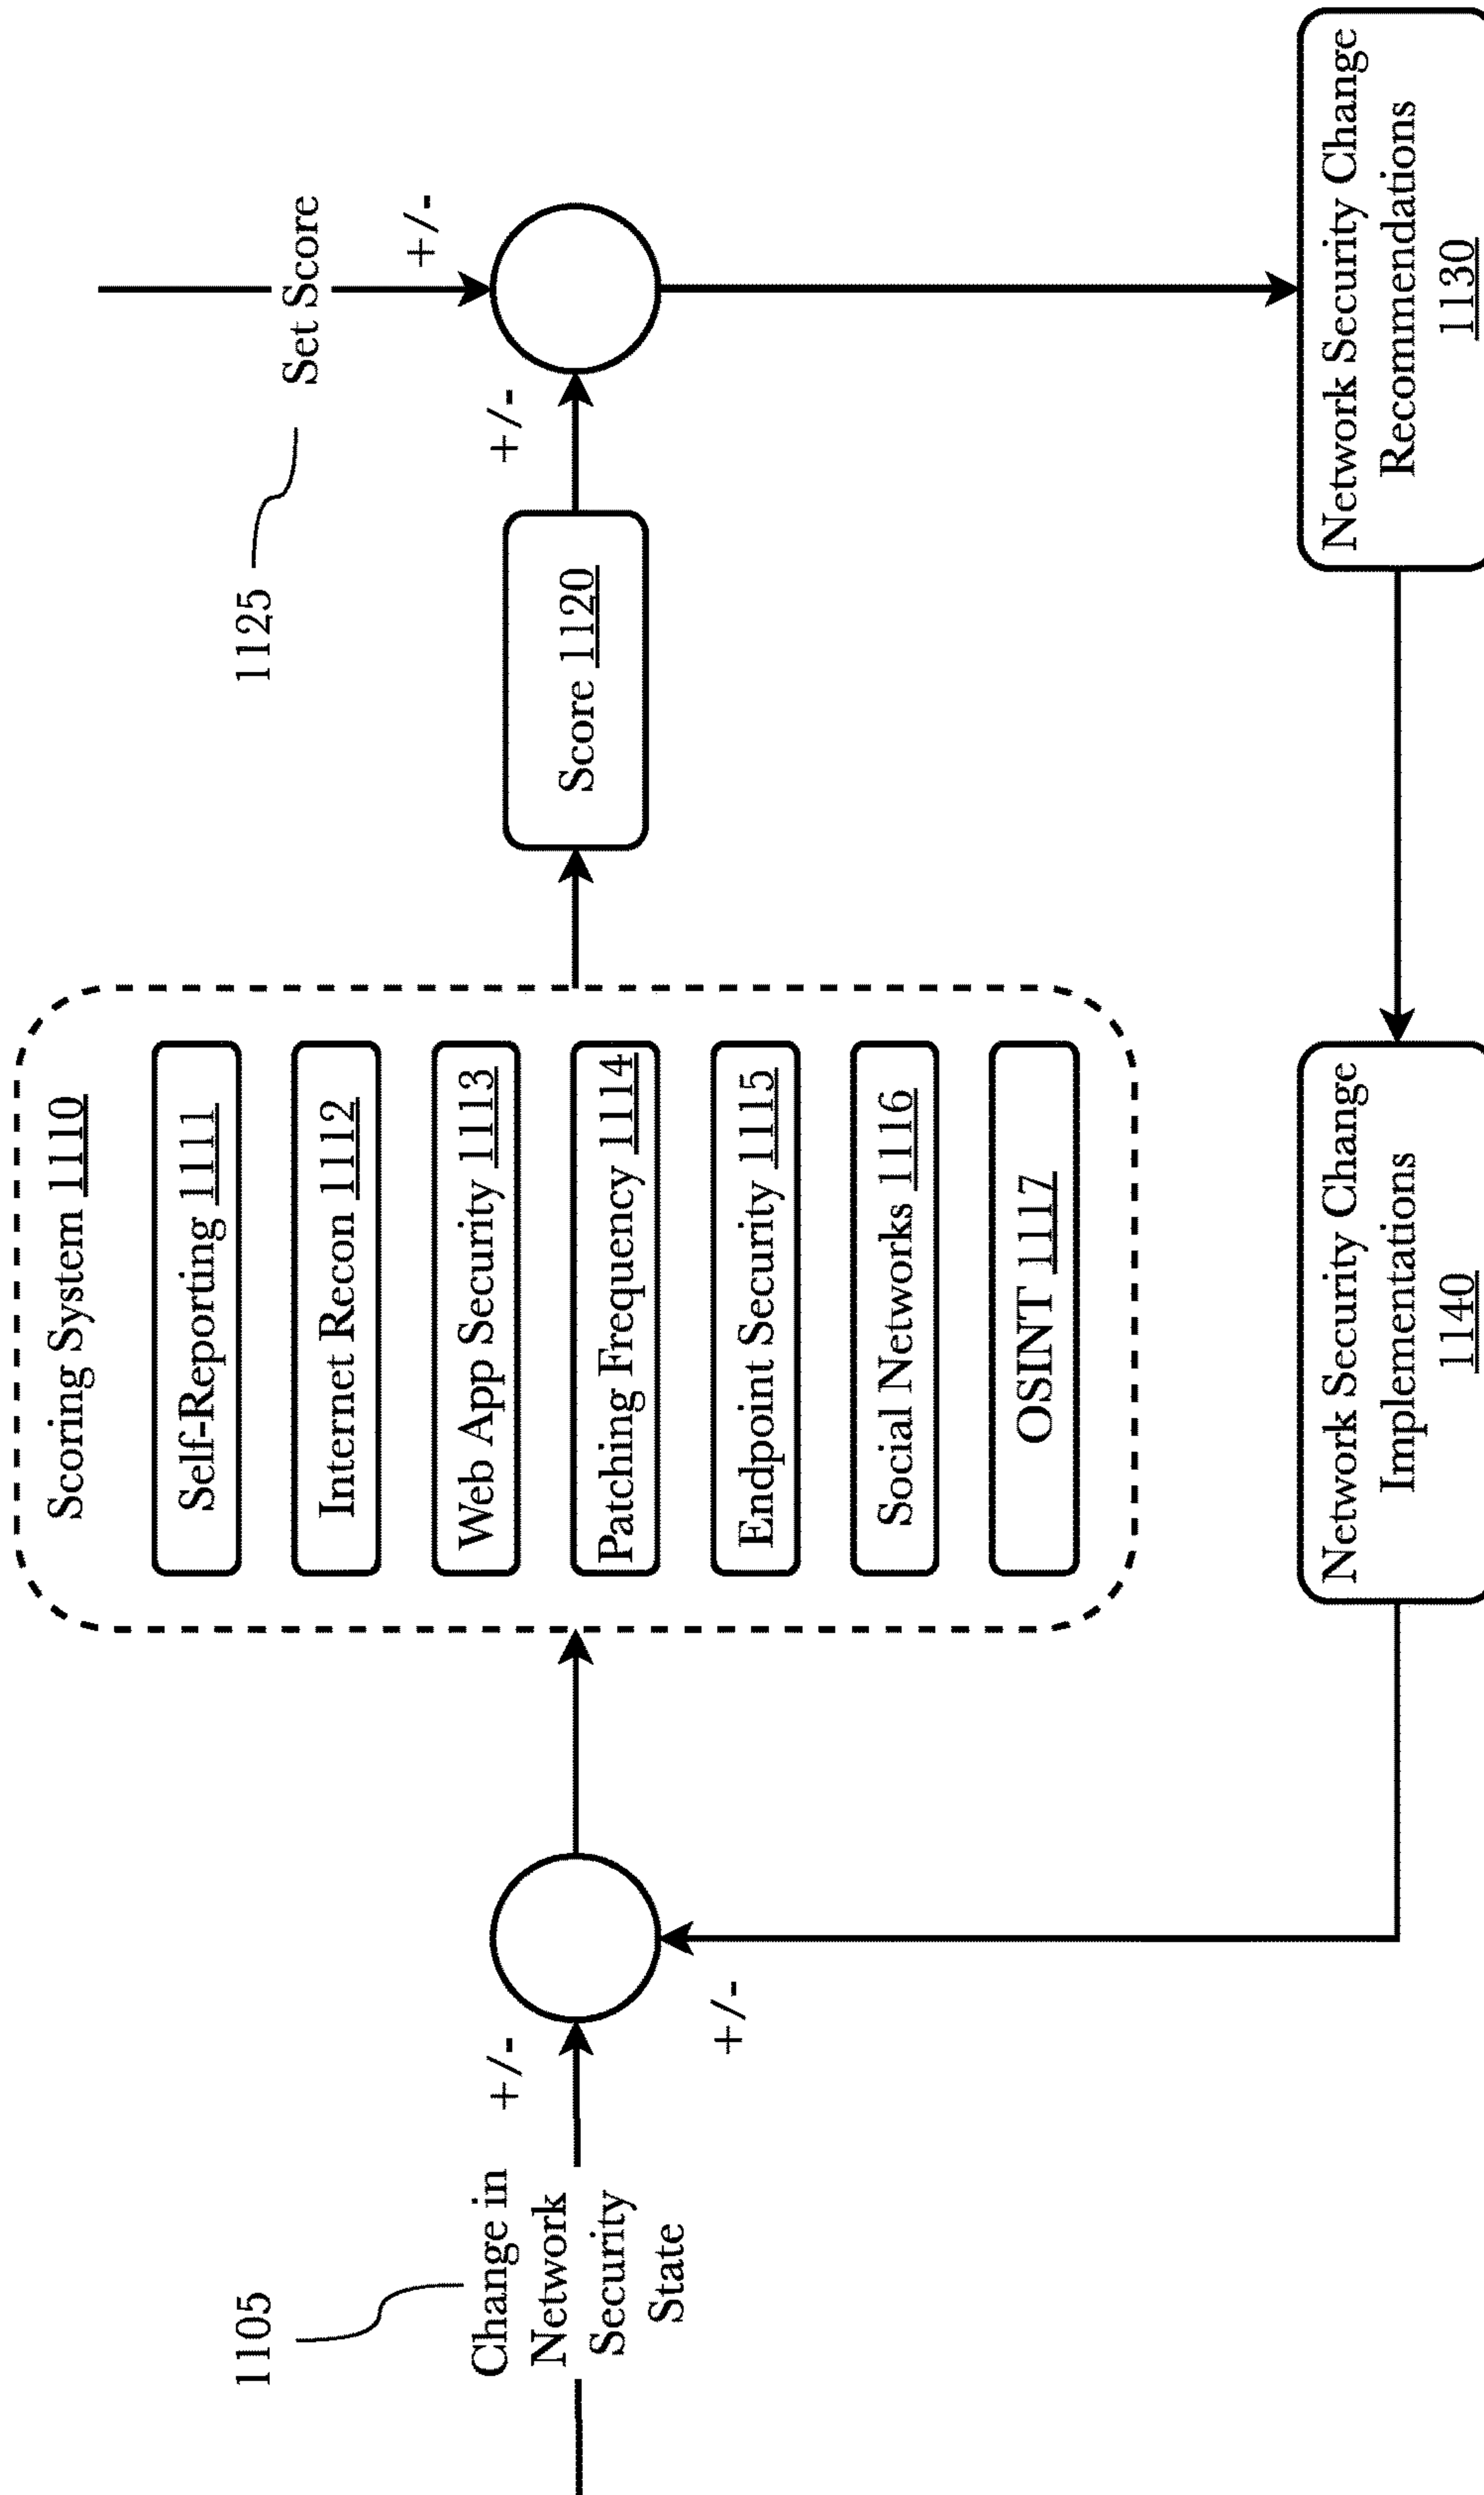 1105
Change in
Network
Security
State
+/-
+/-
Scoring System 1110
Self-Reporting 1111
Internet Recon 1112
Web App Security 1113
Patching Frequency 1114
Endpoint Security 1115
Social Networks 1116
OSINT 1117
Score 1120
+/-
1125
Set Score
+/-
Network Security Change
Recommendations
1130
Network Security Change
Implementations
1140